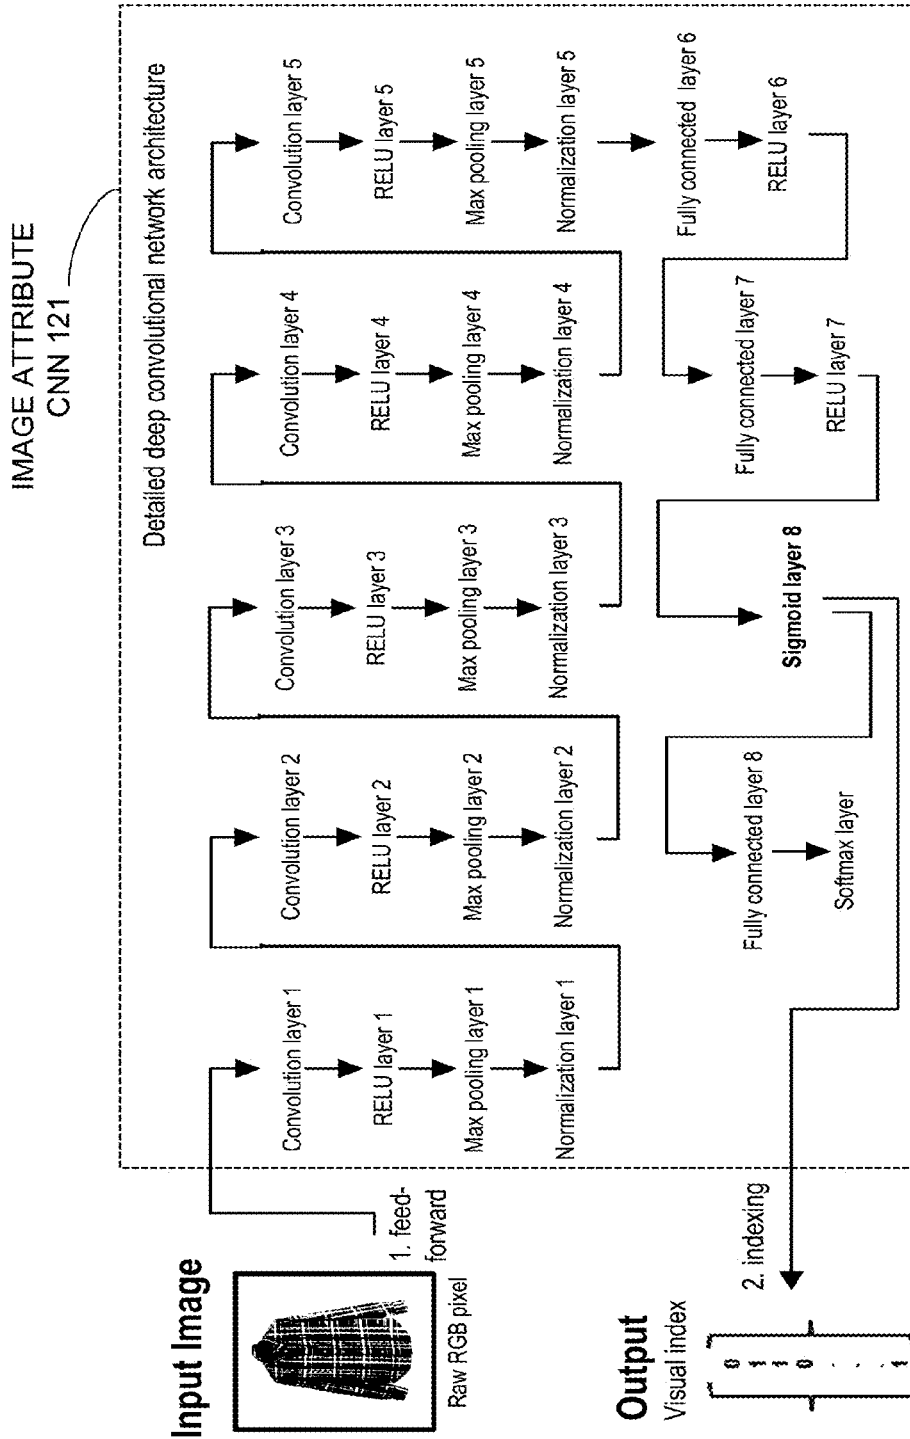 IMAGE ATTRIBUTE
CNN 121
Detailed deep convolutional network architecture
Input Image
Raw RGB pixel
1. feed-
forward
Convolution layer 1
RELU layer 1
Max pooling layer 1
Normalization layer 1
Convolution layer 2
RELU layer 2
Max pooling layer 2
Normalization layer 2
Convolution layer 3
RELU layer 3
Max pooling layer 3
Normalization layer 3
Convolution layer 4
RELU layer 4
Max pooling layer 4
Normalization layer 4
Convolution layer 5
RELU layer 5
Max pooling layer 5
Normalization layer 5
Fully connected layer 6
RELU layer 6
Fully connected layer 7
RELU layer 7
Sigmoid layer 8
Fully connected layer 8
Softmax layer
2. indexing
Output
Visual index
0
1
1
0
.
.
.
1